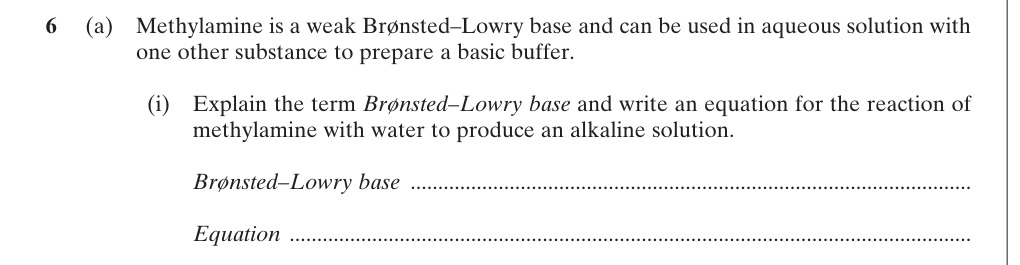 6 (a) Methylamine is a weak Brønsted–Lowry base and can be used in aqueous solution with
one other substance to prepare a basic buffer.
(i) Explain the term Brønsted–Lowry base and write an equation for the reaction of
methylamine with water to produce an alkaline solution.
Brønsted–Lowry base ....................................................................................................
Equation ..........................................................................................................................